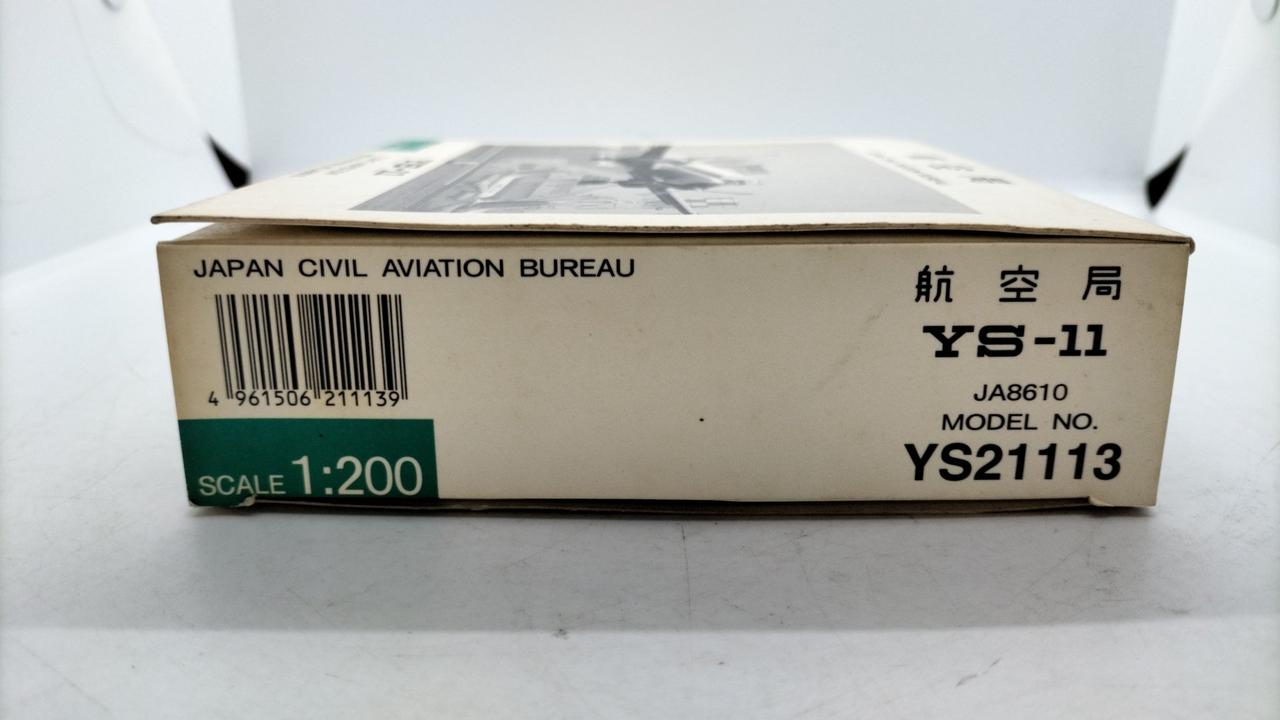 JAPAN CIVIL AVIATION BUREAU
4 961506 211139
SCALE 1:200
航空局
YS-11
JA8610
MODEL NO.
YS21113